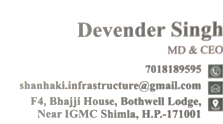 Devender Singh
MD & CEO
7018189595
shanhaki.infrastructure@gmail.com
F4, Bhajji House, Bothwell Lodge,
Near IGMC Shimla, H.P.-171001